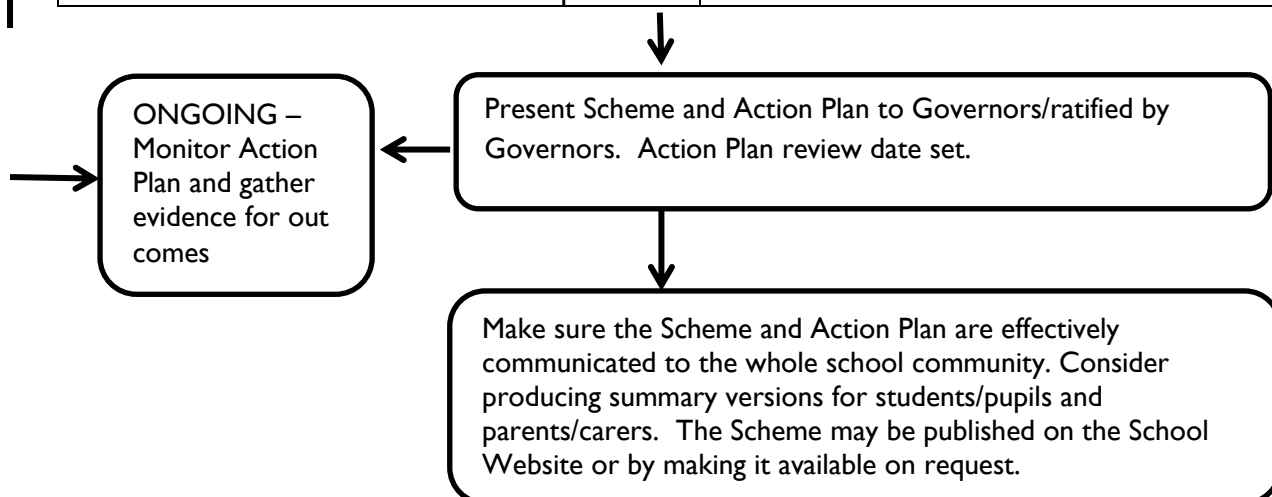 ONGOING –
Monitor Action
Plan and gather
evidence for out
comes
Present Scheme and Action Plan to Governors/ratified by
Governors.  Action Plan review date set.
Make sure the Scheme and Action Plan are effectively
communicated to the whole school community. Consider
producing summary versions for students/pupils and
parents/carers.  The Scheme may be published on the School
Website or by making it available on request.